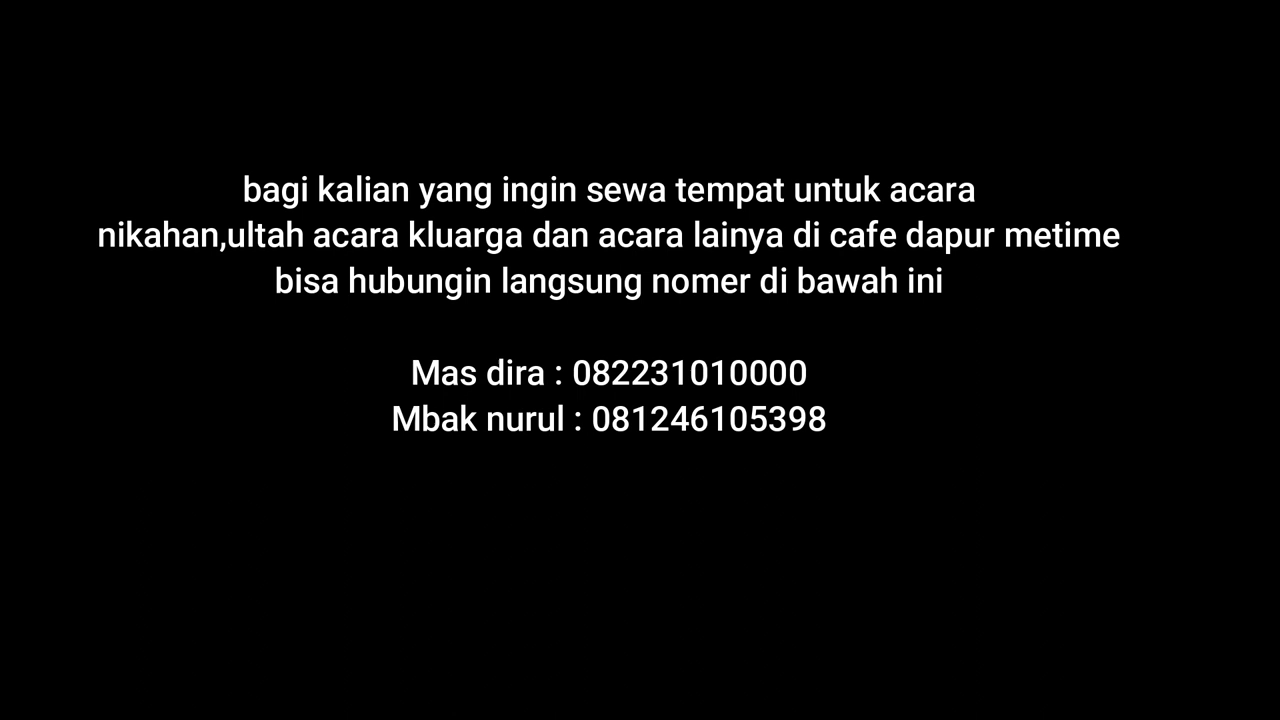 bagi kalian yang ingin sewa tempat untuk acara
nikahan,ultah acara kluarga dan acara lainya di cafe dapur metime
bisa hubungin langsung nomer di bawah ini
Mas dira : 082231010000
Mbak nurul : 081246105398